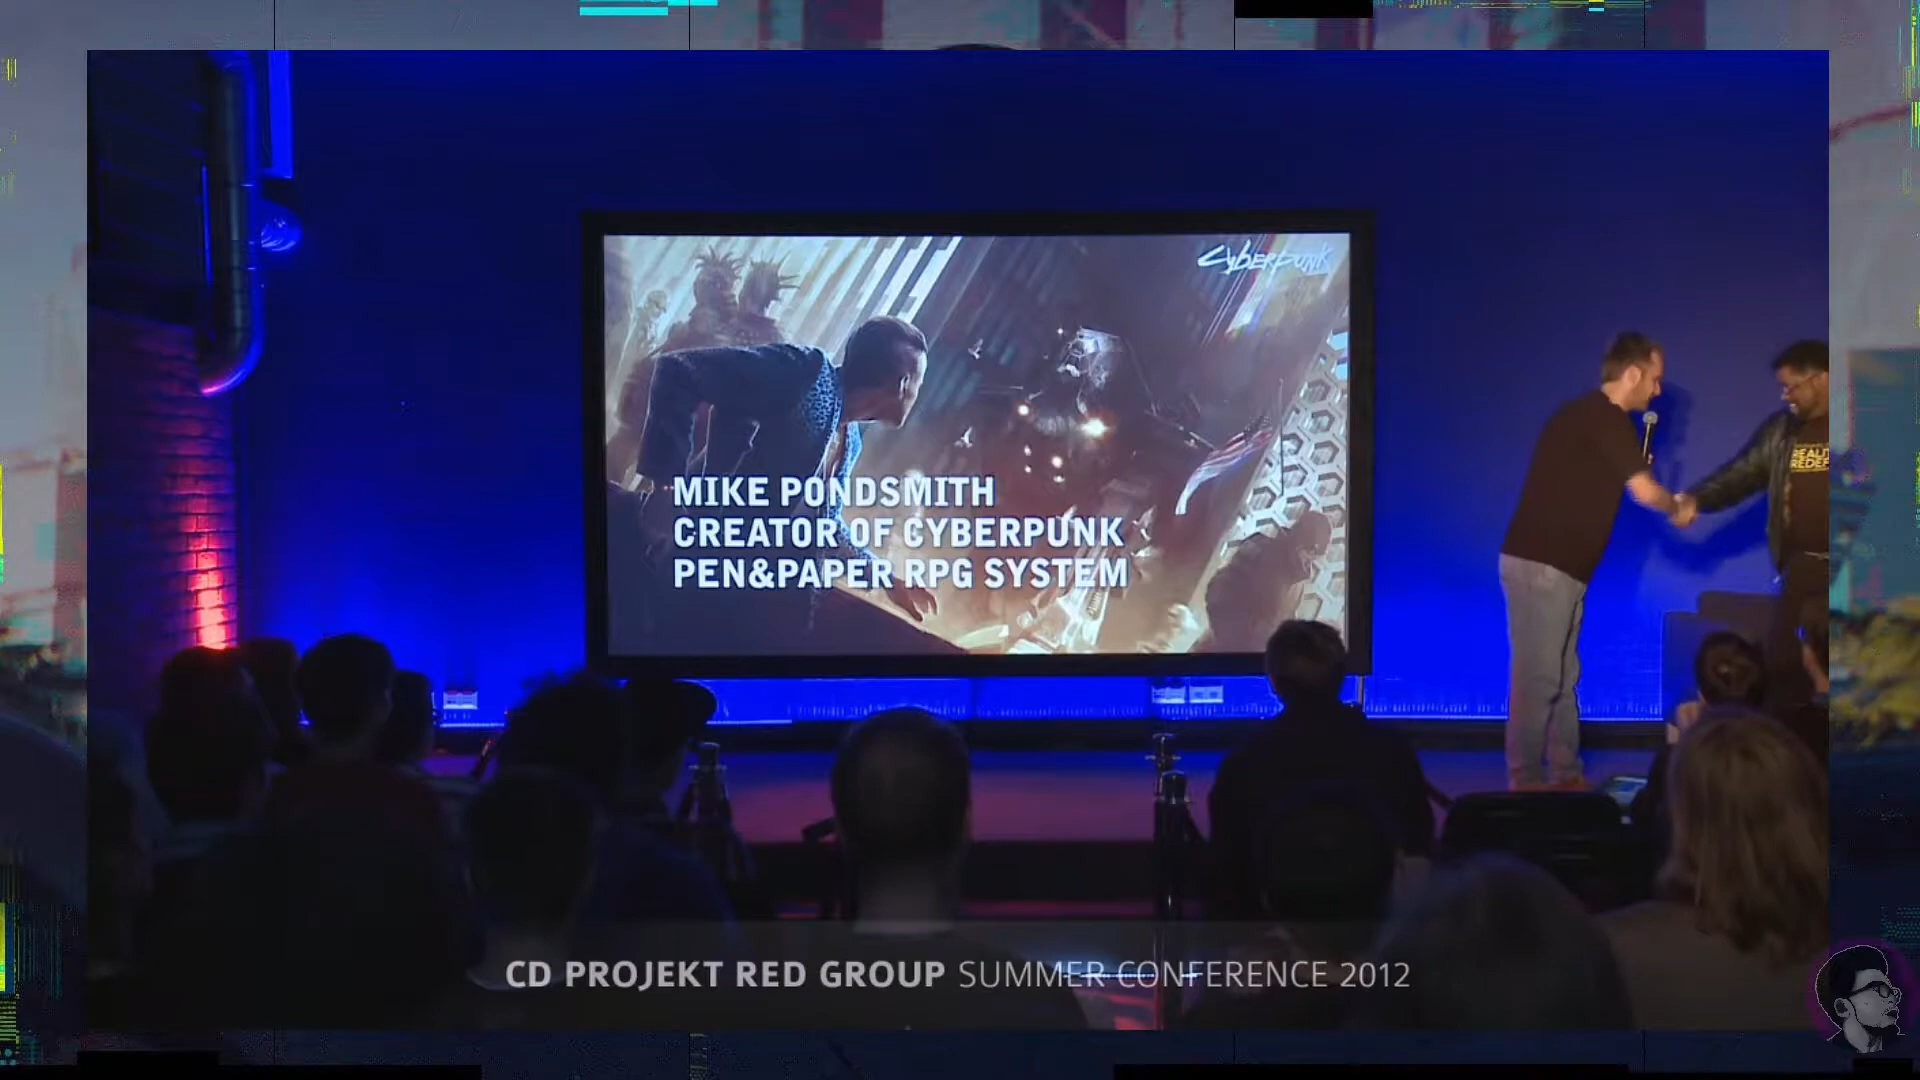 Cyberpunk
MIKE PONDSMITH
CREATOR OF CYBERPUNK
PEN&PAPER RPG SYSTEM
CD PROJEKT RED GROUP SUMMER CONFERENCE 2012